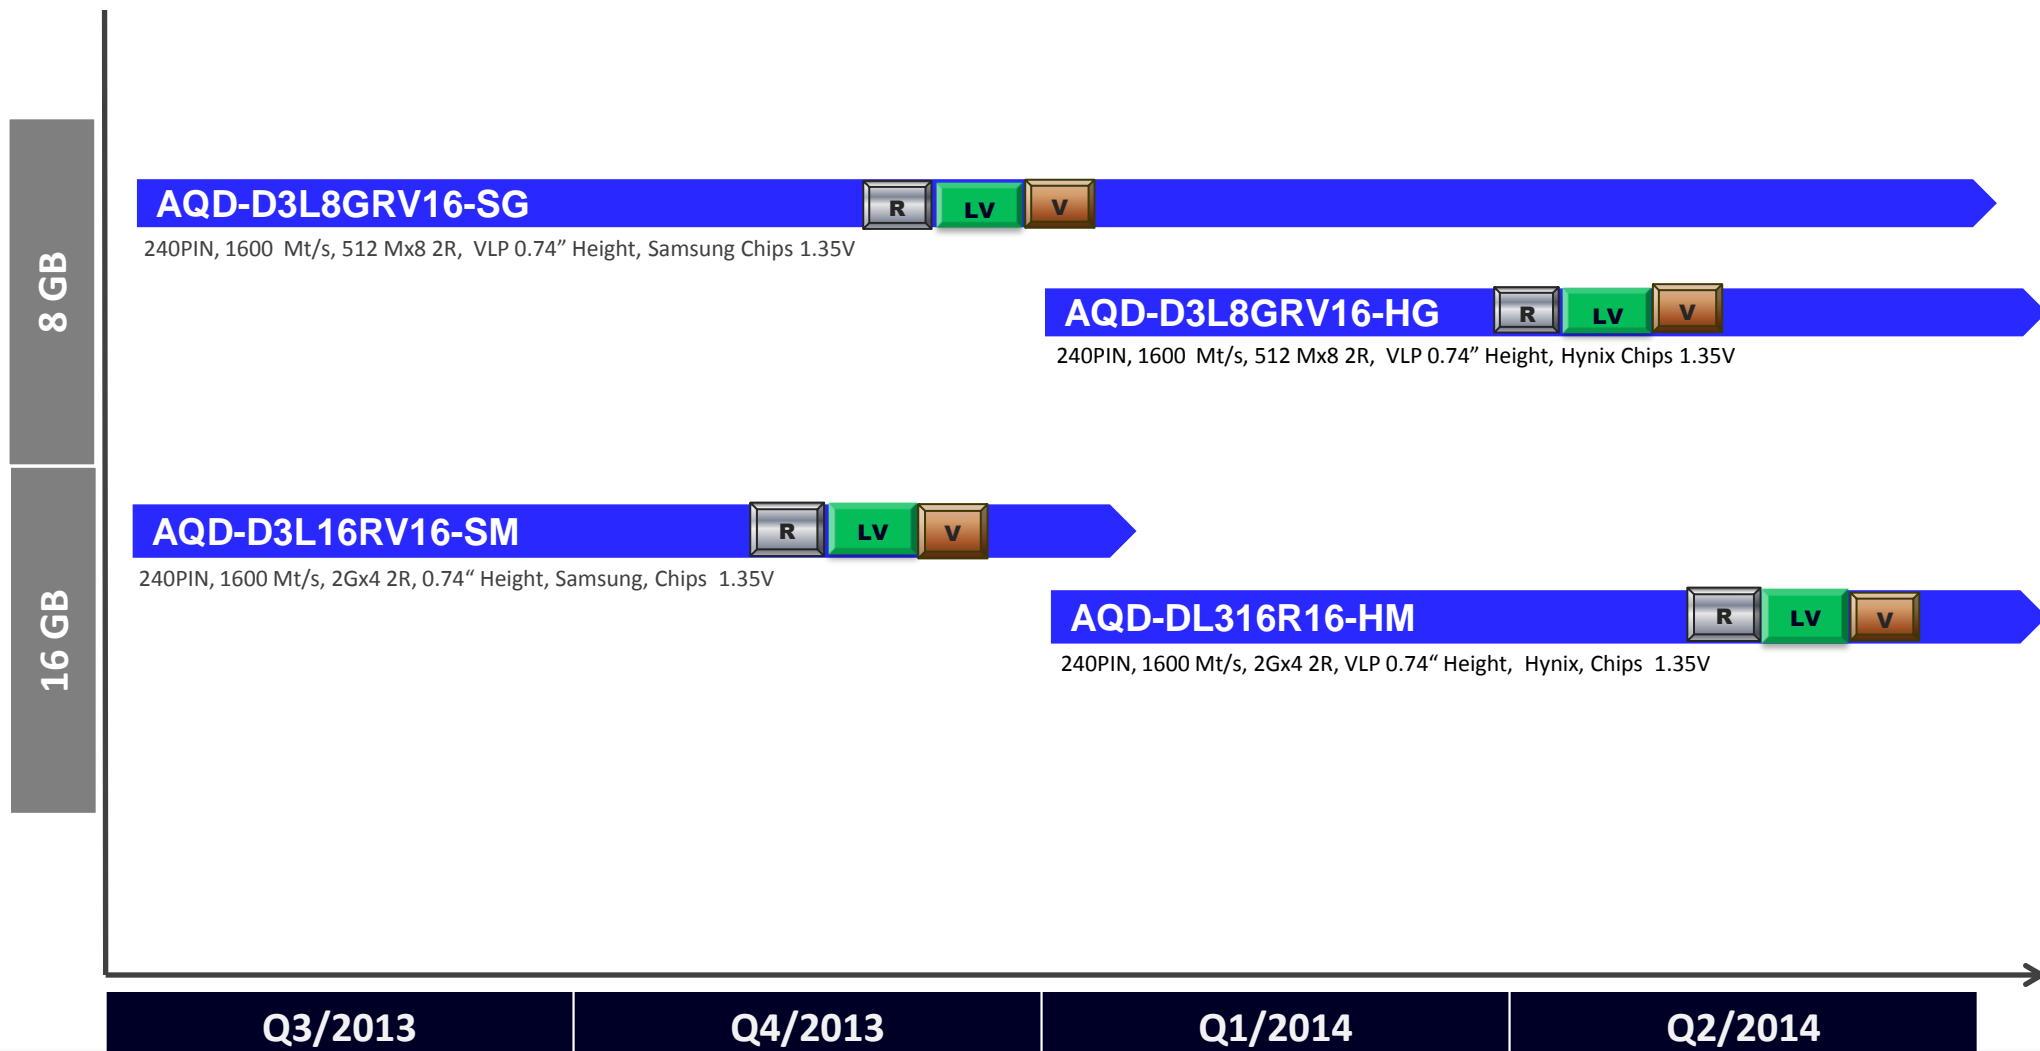 8 GB
AQD-D3L8GRV16-SG R LV V
240PIN, 1600 Mt/s, 512 Mx8 2R, VLP 0.74” Height, Samsung Chips 1.35V
AQD-D3L8GRV16-HG R LV V
240PIN, 1600 Mt/s, 512 Mx8 2R, VLP 0.74” Height, Hynix Chips 1.35V
16 GB
AQD-D3L16RV16-SM R LV V
240PIN, 1600 Mt/s, 2Gx4 2R, 0.74“ Height, Samsung, Chips 1.35V
AQD-DL316R16-HM R LV V
240PIN, 1600 Mt/s, 2Gx4 2R, VLP 0.74“ Height, Hynix, Chips 1.35V
Q3/2013 Q4/2013 Q1/2014 Q2/2014